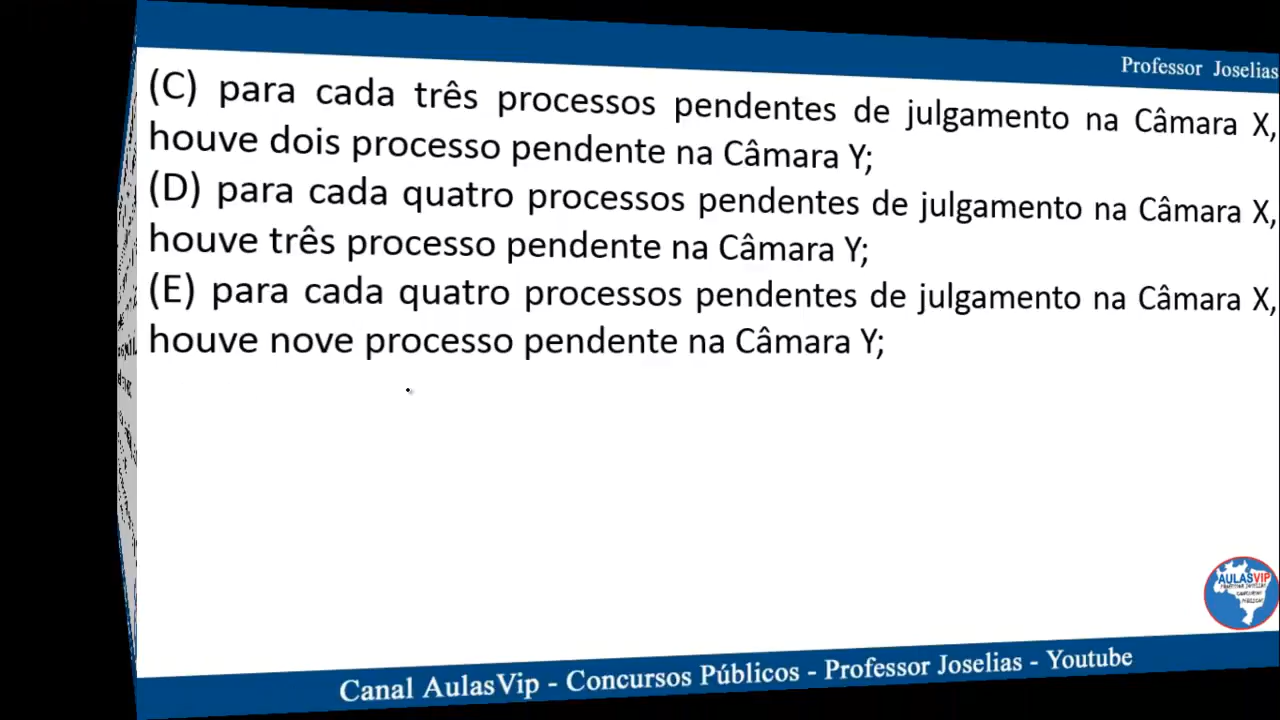 Professor Joselias
(C) para cada três processos pendentes de julgamento na Câmara X,
houve dois processo pendente na Câmara Y;
(D) para cada quatro processos pendentes de julgamento na Câmara X,
houve três processo pendente na Câmara Y;
(E) para cada quatro processos pendentes de julgamento na Câmara X,
houve nove processo pendente na Câmara Y;
AULASVIP
Canal AulasVip - Concursos Públicos - Professor Joselias - Youtube